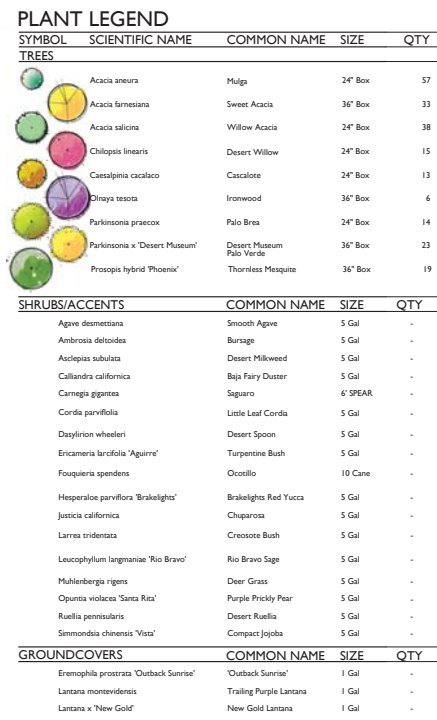 PLANT LEGEND
SYMBOL SCIENTIFIC NAME COMMON NAME SIZE QTY
TREES
Acacia aneura Mulga 24" Box 57
Acacia farnesiana Sweet Acacia 36" Box 33
Acacia salicina Willow Acacia 24" Box 38
Chilopsis linearis Desert Willow 24" Box 15
Caesalpinia cacalaco Cascalote 24" Box 13
Olnaya tesota Ironwood 36" Box 6
Parkinsonia praecox Palo Brea 24" Box 14
Parkinsonia x 'Desert Museum' Desert Museum 36" Box 23
Palo Verde
Prosopis hybrid 'Phoenix' Thornless Mesquite 36" Box 19
SHRUBS/ACCENTS COMMON NAME SIZE QTY
Agave desmettiana Smooth Agave 5 Gal -
Ambrosia deltoidea Bursage 5 Gal -
Asclepias subulata Desert Milkweed 5 Gal -
Calliandra californica Baja Fairy Duster 5 Gal -
Carnegia gigantea Saguaro 6' SPEAR -
Cordia parviflolia Little Leaf Cordia 5 Gal -
Dasylirion wheeleri Desert Spoon 5 Gal -
Ericameria larcifolia 'Aguirre' Turpentine Bush 5 Gal -
Fouquieria spendens Ocotillo 10 Cane -
Hesperaloe parviflora 'Brakelights' Brakelights Red Yucca 5 Gal -
Justicia californica Chuparosa 5 Gal -
Larrea tridentata Creosote Bush 5 Gal -
Leucophyllum langmaniae 'Rio Bravo' Rio Bravo Sage 5 Gal -
Muhlenbergia rigens Deer Grass 5 Gal -
Opuntia violacea 'Santa Rita' Purple Prickly Pear 5 Gal -
Ruellia pennisularis Desert Ruellia 5 Gal -
Simmondsia chinensis 'Vista' Compact Jojoba 5 Gal -
GROUNDCOVERS COMMON NAME SIZE QTY
Eremophila prostrata 'Outback Sunrise' 'Outback Sunrise' 1 Gal -
Lantana montevidensis Trailing Purple Lantana 1 Gal -
Lantana x 'New Gold' New Gold Lantana 1 Gal -